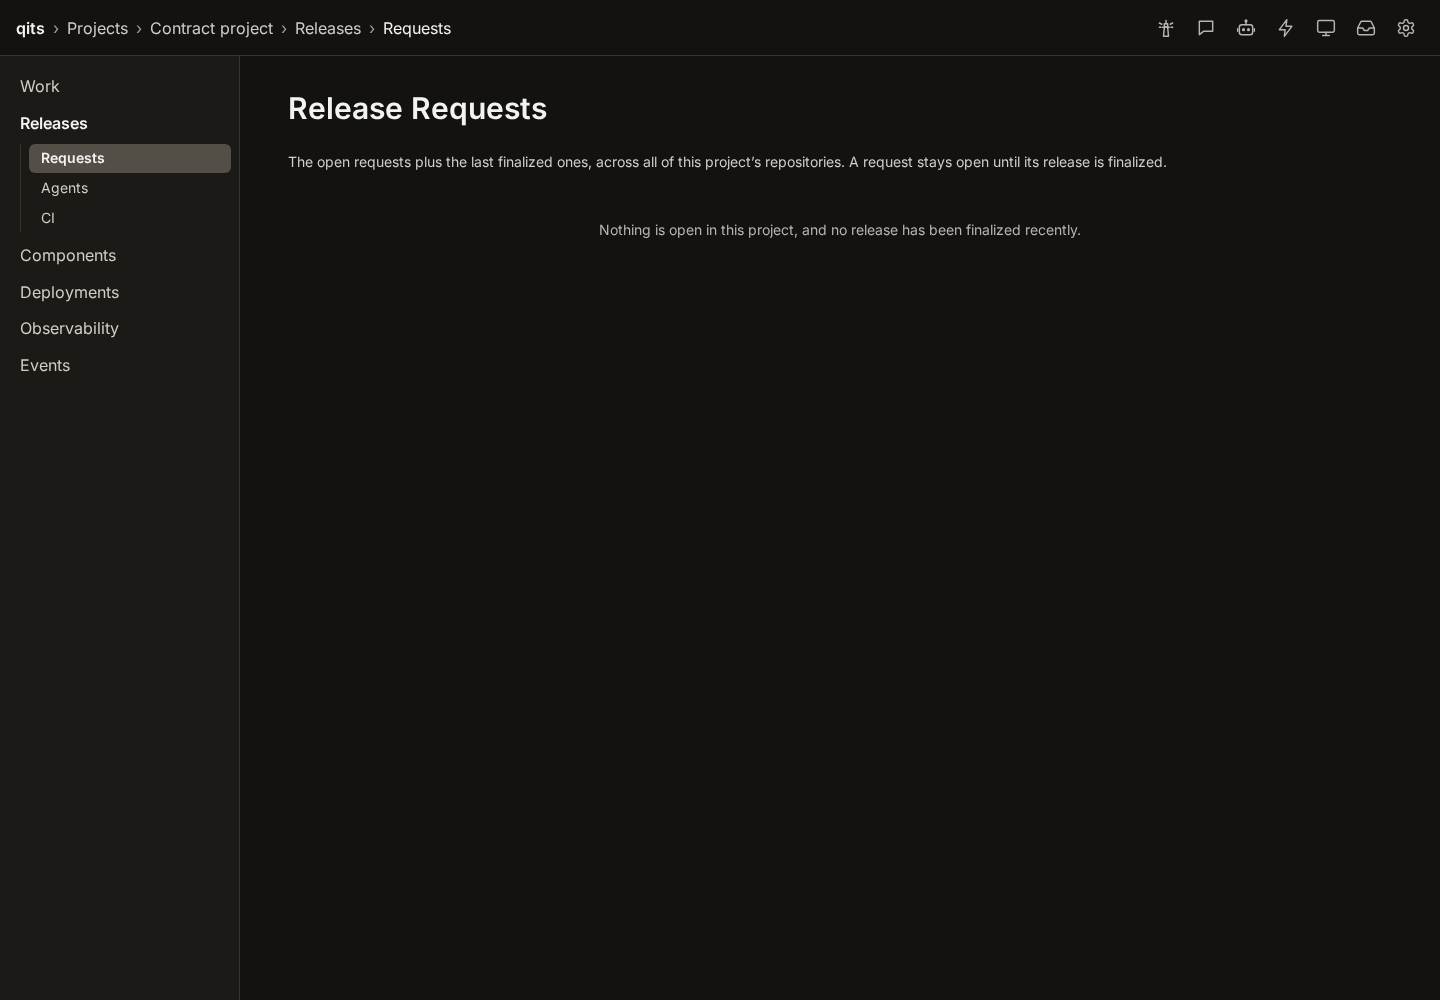 qits › Projects › Contract project › Releases › Requests
Work
Releases
Requests
Agents
CI
Components
Deployments
Observability
Events
Release Requests
The open requests plus the last finalized ones, across all of this project’s repositories. A request stays open until its release is finalized.
Nothing is open in this project, and no release has been finalized recently.